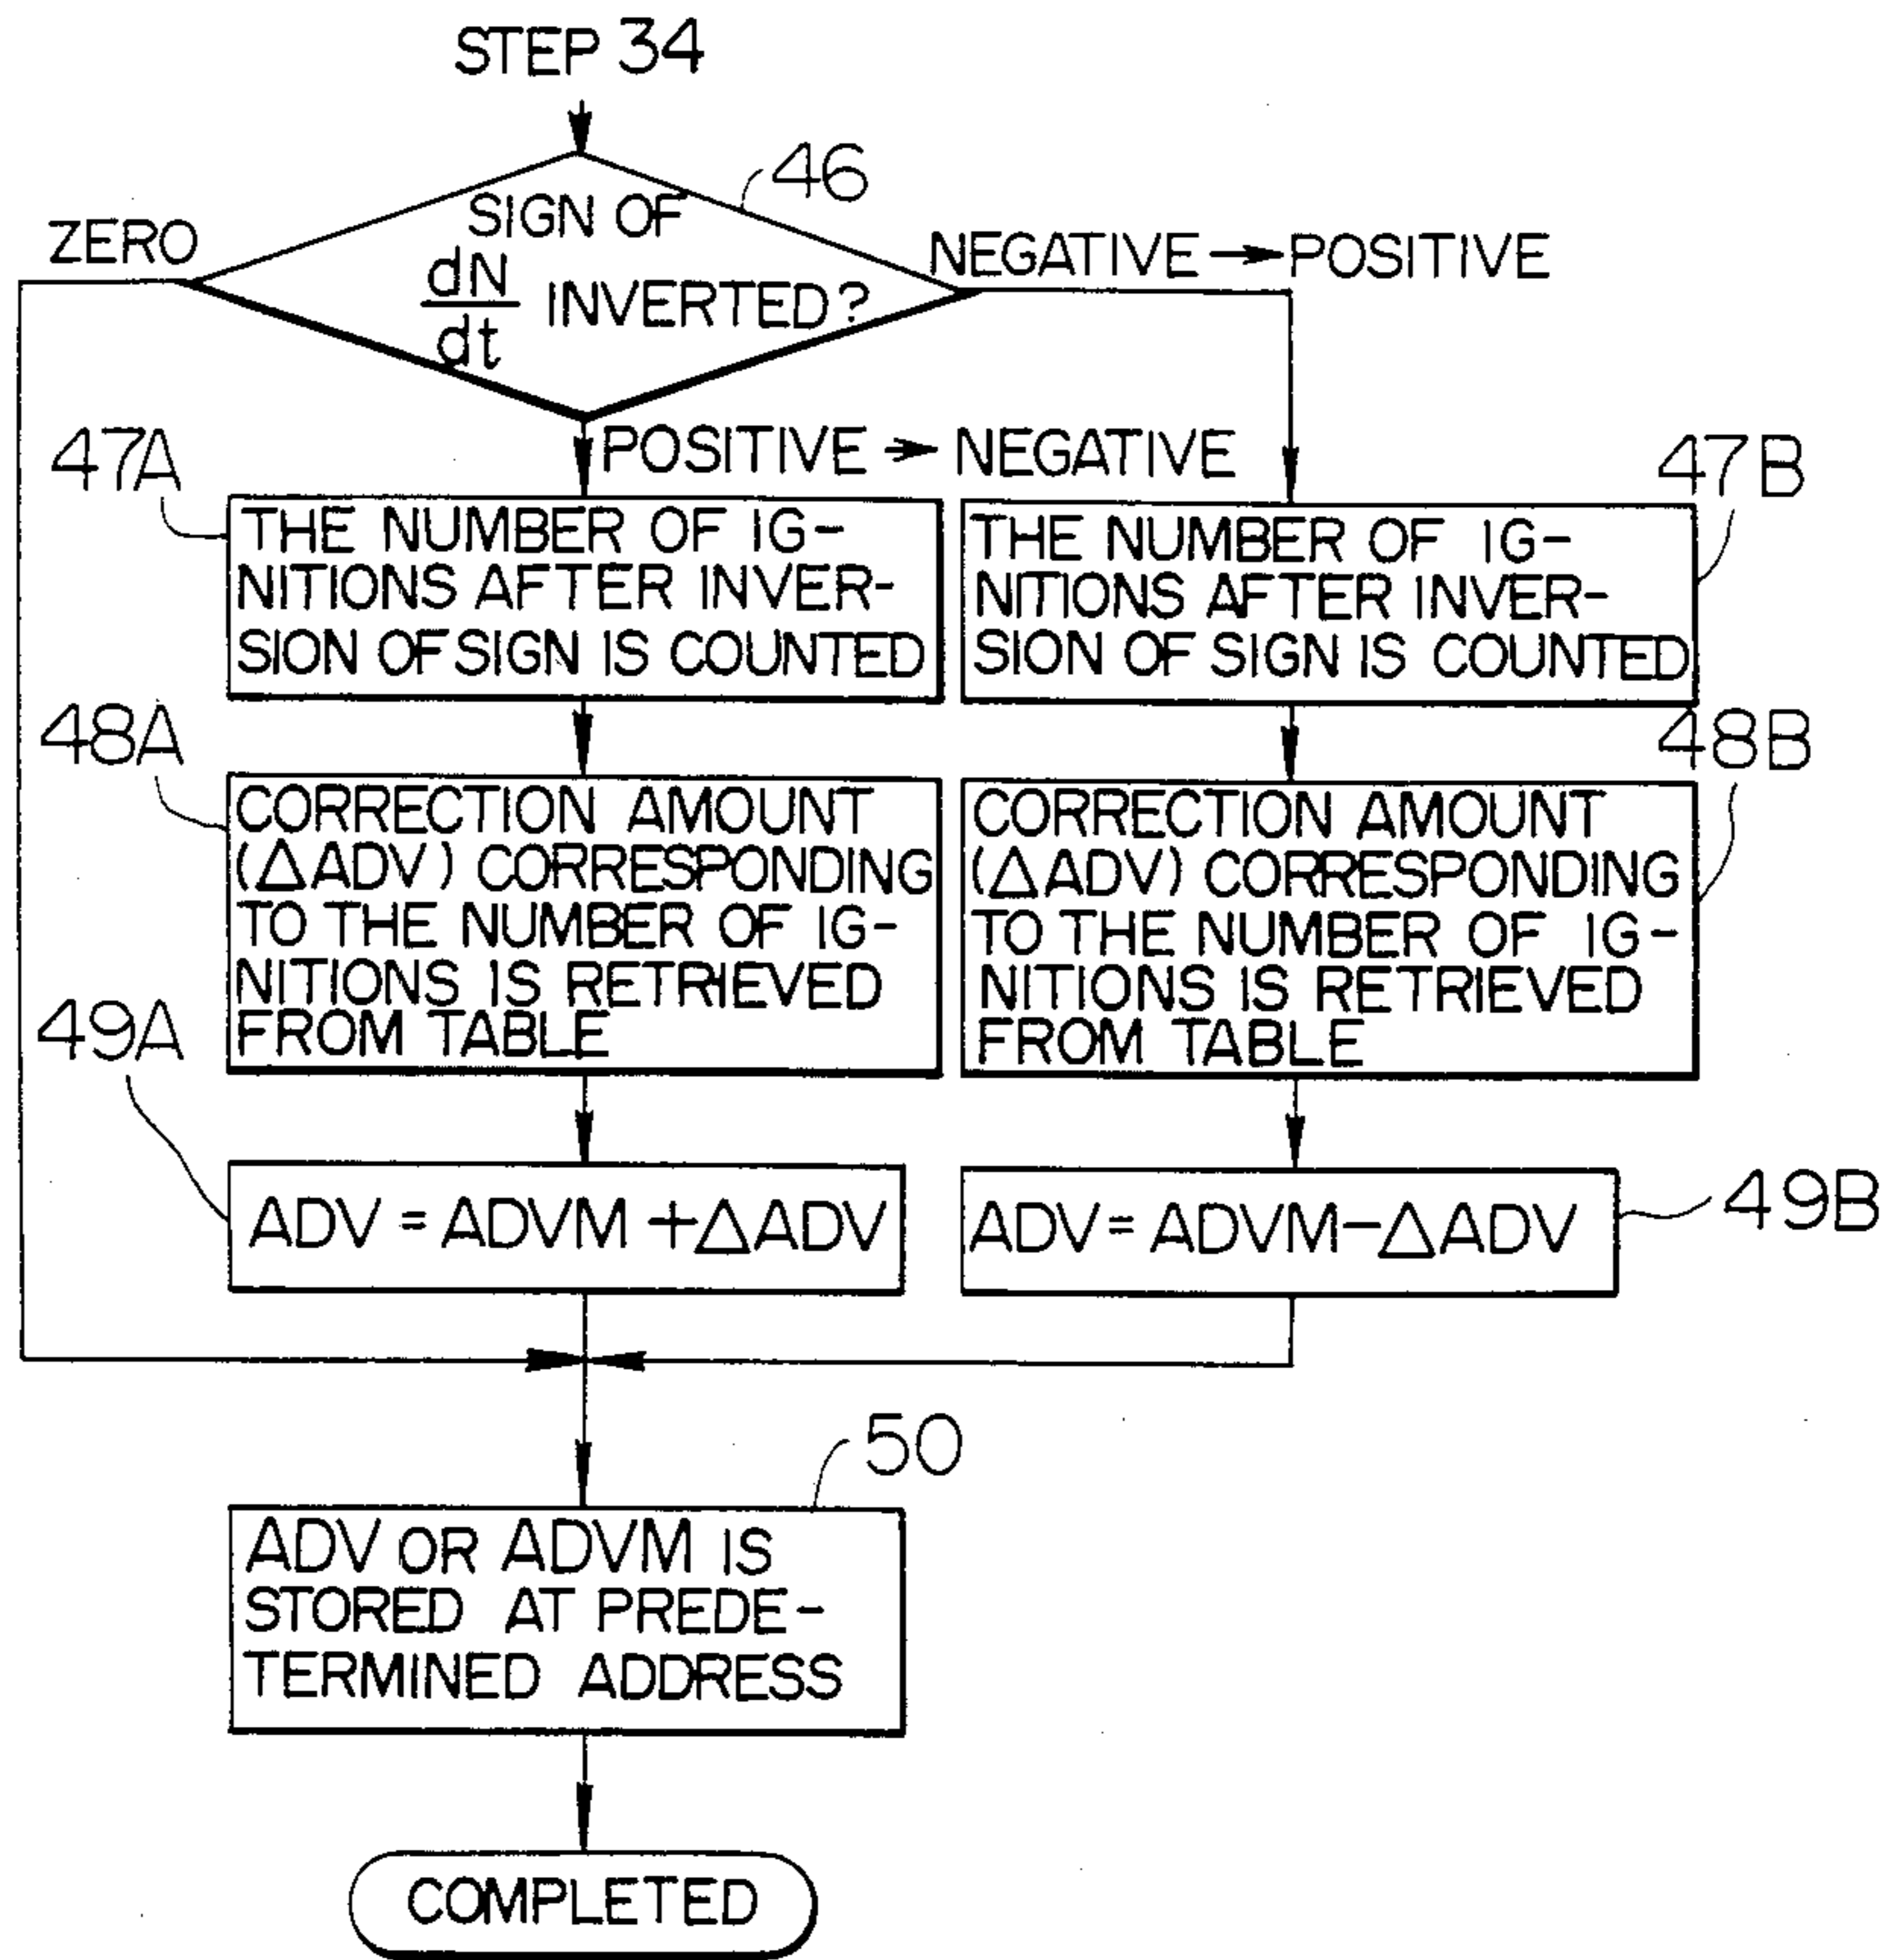 STEP 34
46
ZERO
SIGN OF
dN
dt
INVERTED?
NEGATIVE → POSITIVE
POSITIVE → NEGATIVE
47A
THE NUMBER OF IG-
NITIONS AFTER INVER-
SION OF SIGN IS COUNTED
47B
THE NUMBER OF IG-
NITIONS AFTER INVER-
SION OF SIGN IS COUNTED
48A
CORRECTION AMOUNT
(ΔADV) CORRESPONDING
TO THE NUMBER OF IG-
NITIONS IS RETRIEVED
FROM TABLE
48B
CORRECTION AMOUNT
(ΔADV) CORRESPONDING
TO THE NUMBER OF IG-
NITIONS IS RETRIEVED
FROM TABLE
49A
ADV = ADVM + ΔADV
ADV = ADVM − ΔADV
49B
50
ADV OR ADVM IS
STORED AT PREDE-
TERMINED ADDRESS
COMPLETED